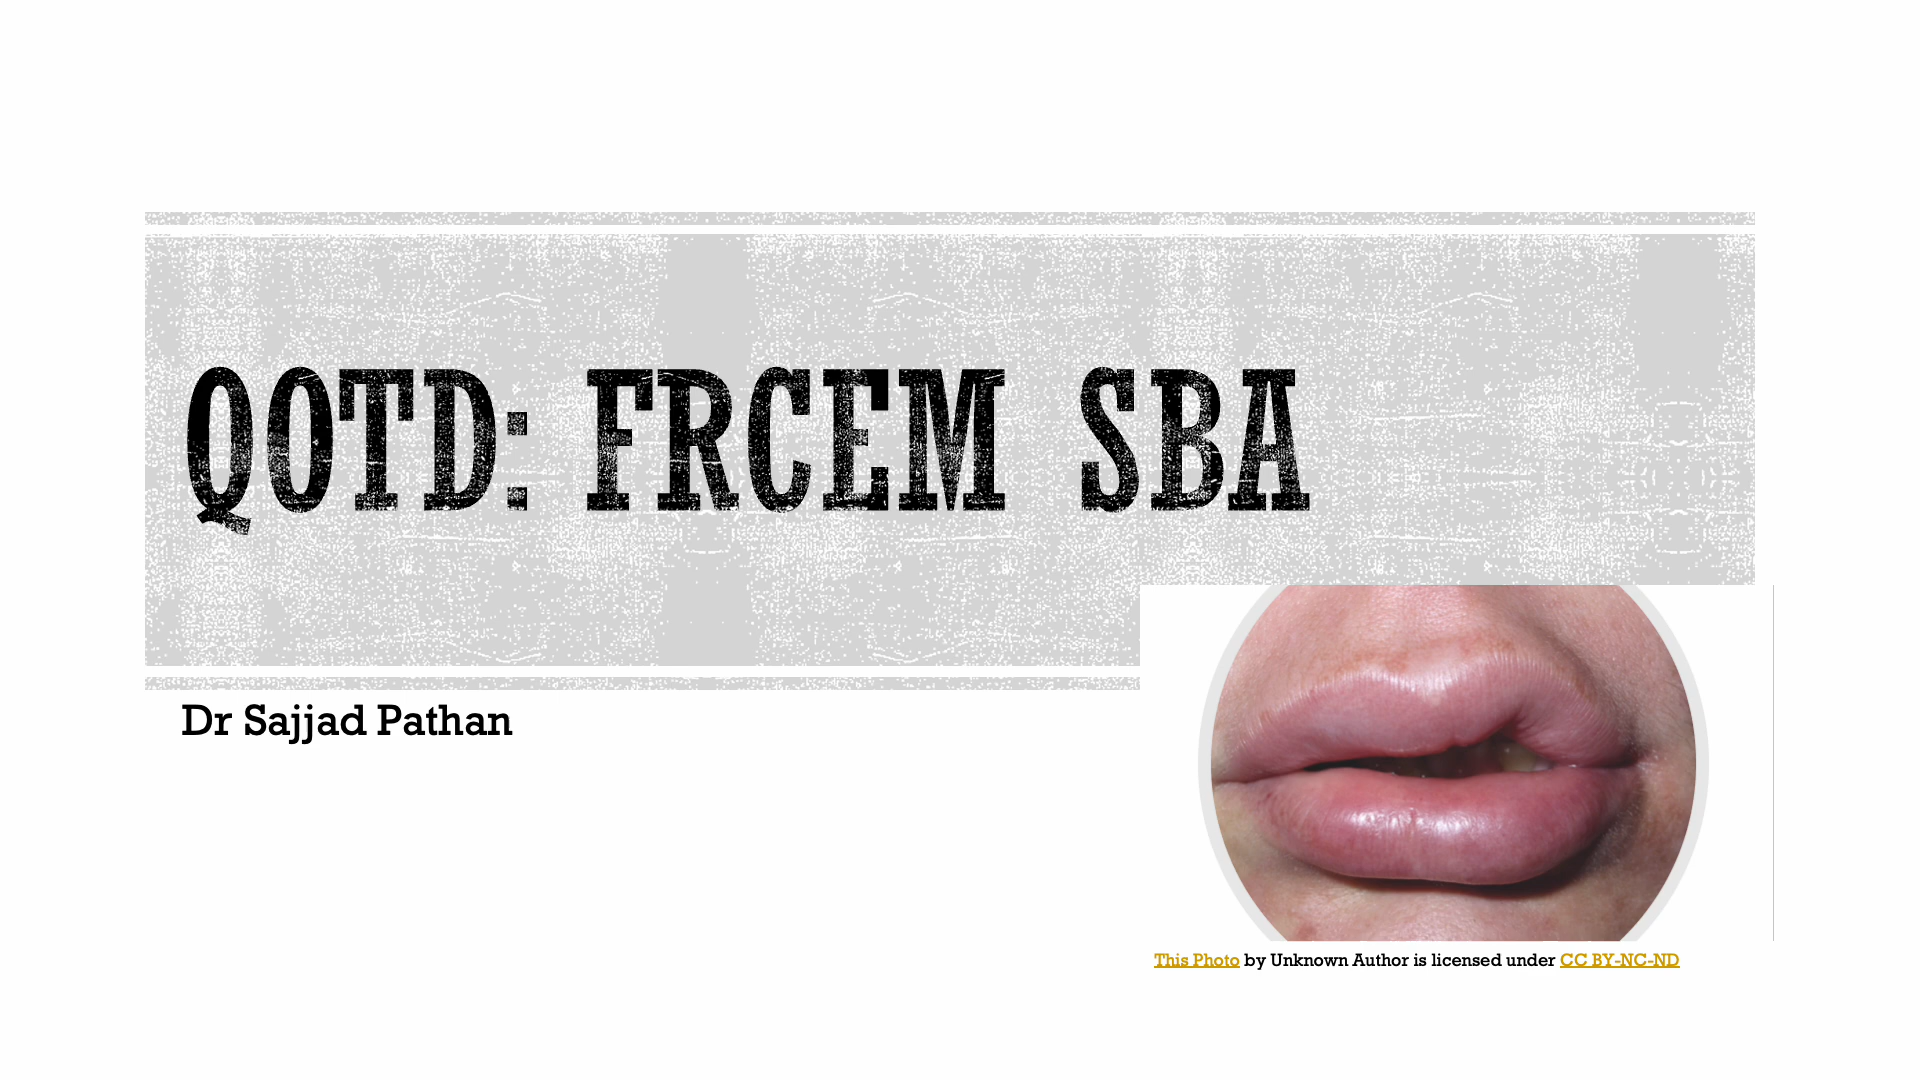 QOTD: FRCEM SBA
Dr Sajjad Pathan
This Photo by Unknown Author is licensed under CC BY-NC-ND